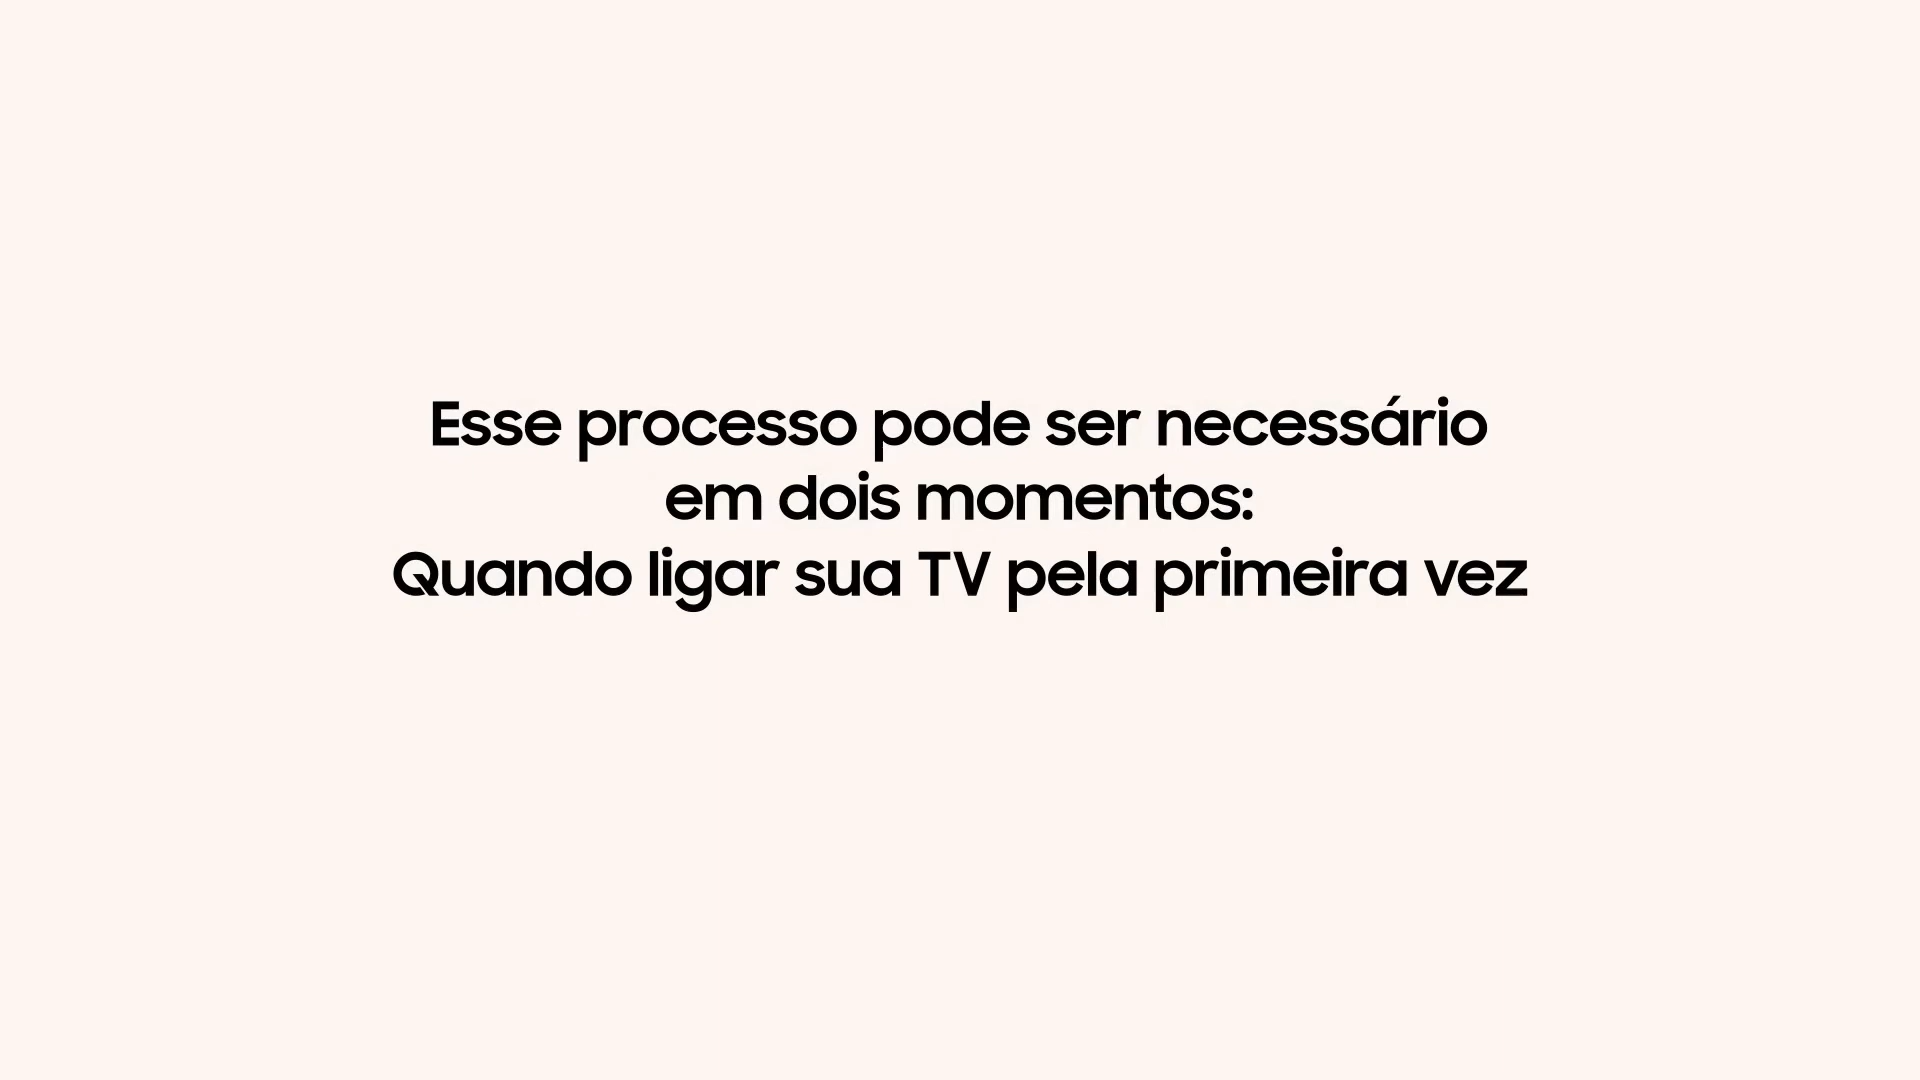 Esse processo pode ser necessário
em dois momentos:
Quando ligar sua TV pela primeira vez